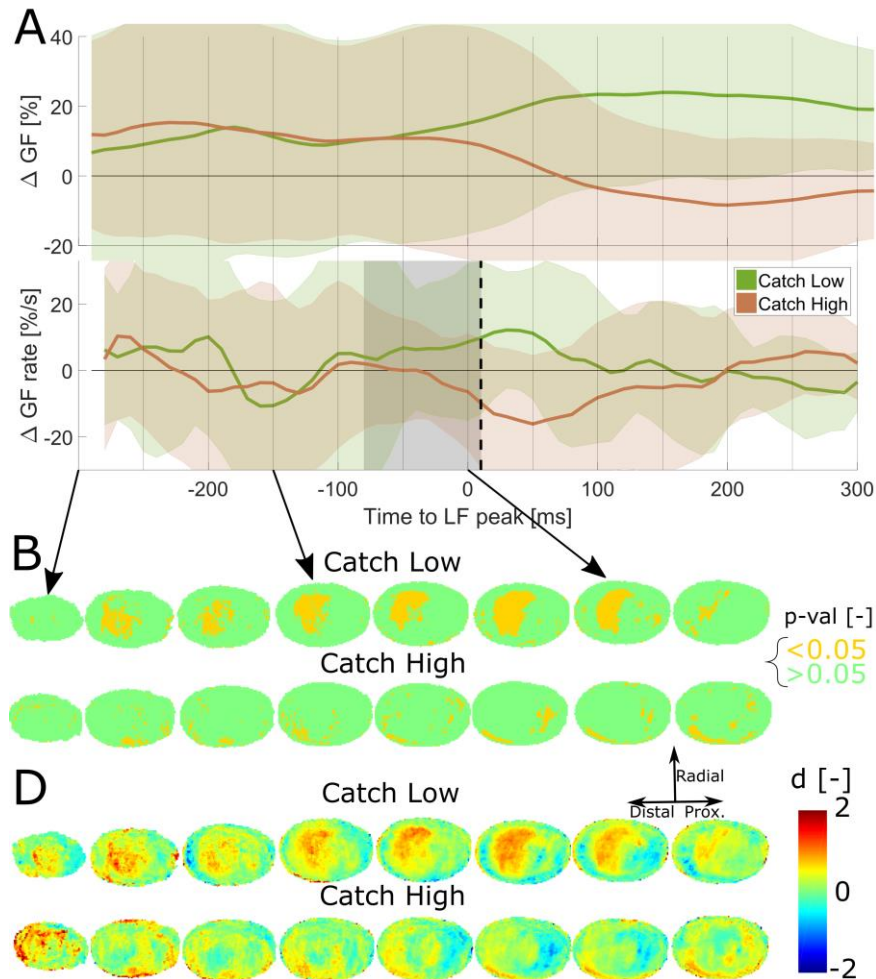 A
Δ GF [%]
40
20
0
-20
Δ GF rate [%/s]
20
0
-20
Catch Low
Catch High
-200 -100 0 100 200 300
Time to LF peak [ms]
B
Catch Low
p-val [-]
<0.05
>0.05
Catch High
Radial
Distal Prox.
D
Catch Low
d [-]
2
0
-2
Catch High